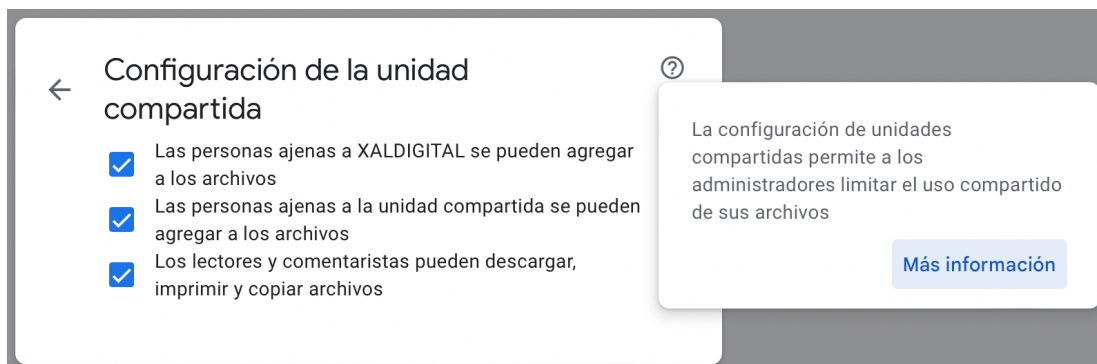 Configuración de la unidad
compartida
Las personas ajenas a XALDIGITAL se pueden agregar
a los archivos
Las personas ajenas a la unidad compartida se pueden
agregar a los archivos
Los lectores y comentaristas pueden descargar,
imprimir y copiar archivos
La configuración de unidades
compartidas permite a los
administradores limitar el uso compartido
de sus archivos
Más información